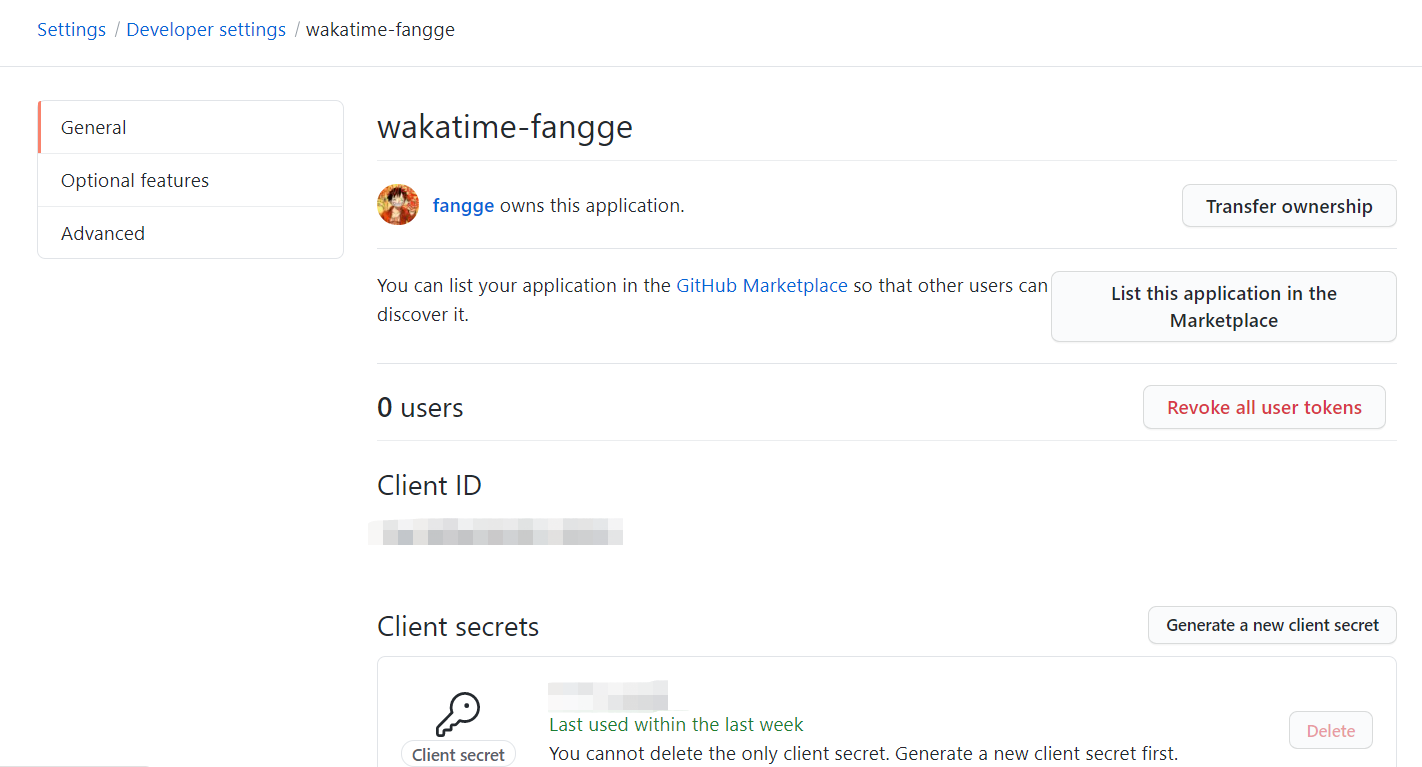 Settings / Developer settings / wakatime-fangge
General
Optional features
Advanced
wakatime-fangge
fangge owns this application.
Transfer ownership
You can list your application in the GitHub Marketplace so that other users can
discover it.
List this application in the
Marketplace
0 users
Revoke all user tokens
Client ID
Client secrets
Generate a new client secret
Client secret
Last used within the last week
You cannot delete the only client secret. Generate a new client secret first.
Delete